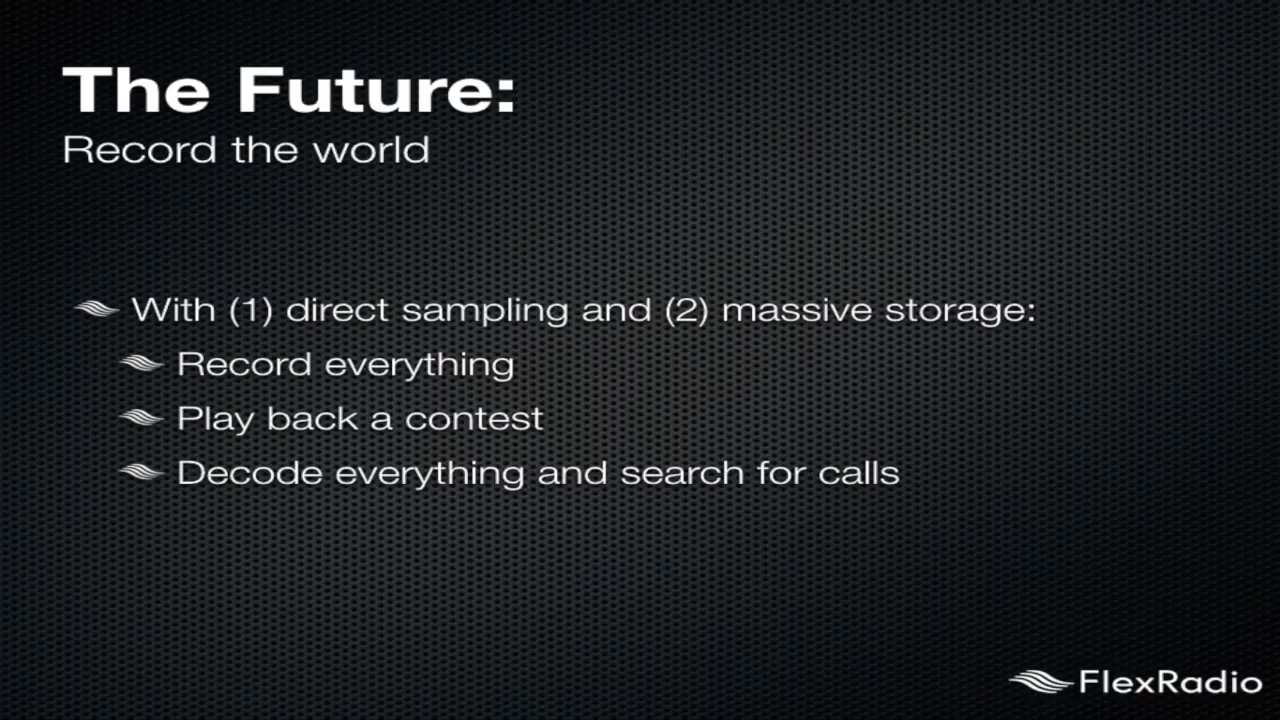 The Future:
Record the world
With (1) direct sampling and (2) massive storage:
Record everything
Play back a contest
Decode everything and search for calls
FlexRadio